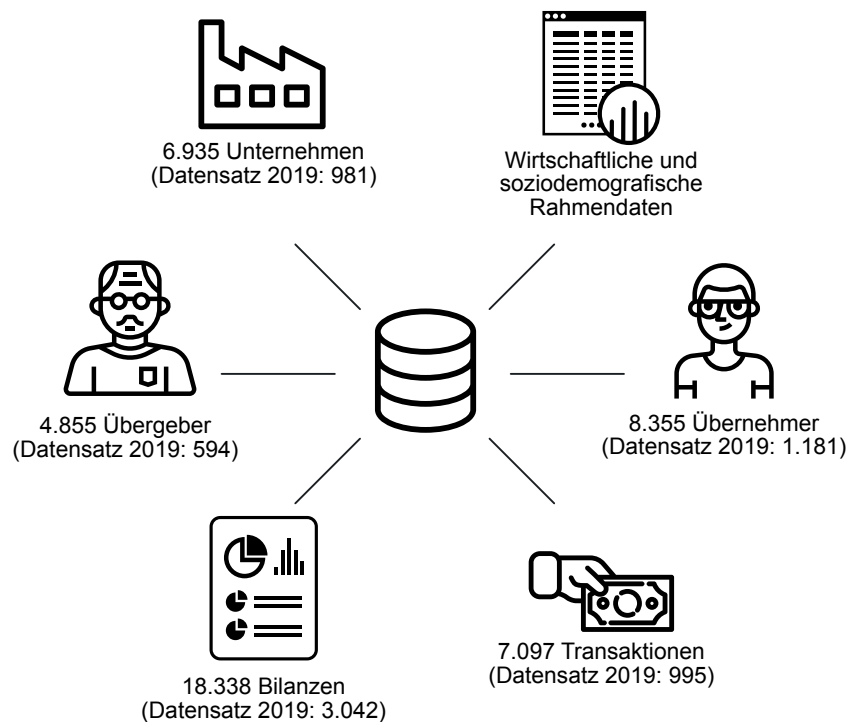 6.935 Unternehmen
(Datensatz 2019: 981)
Wirtschaftliche und
soziodemografische
Rahmendaten
4.855 Übergeber
(Datensatz 2019: 594)
8.355 Übernehmer
(Datensatz 2019: 1.181)
18.338 Bilanzen
(Datensatz 2019: 3.042)
7.097 Transaktionen
(Datensatz 2019: 995)